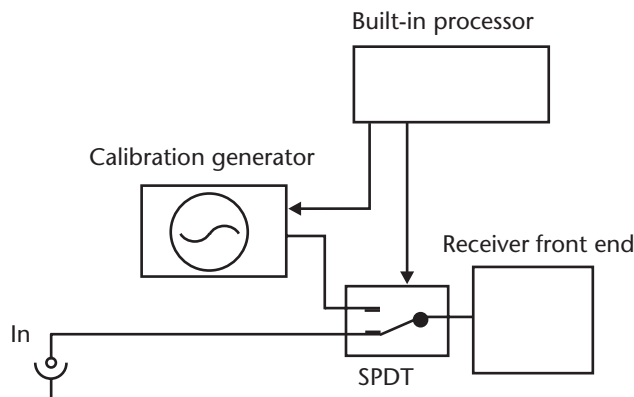 Built-in processor
Calibration generator
Receiver front end
In
SPDT